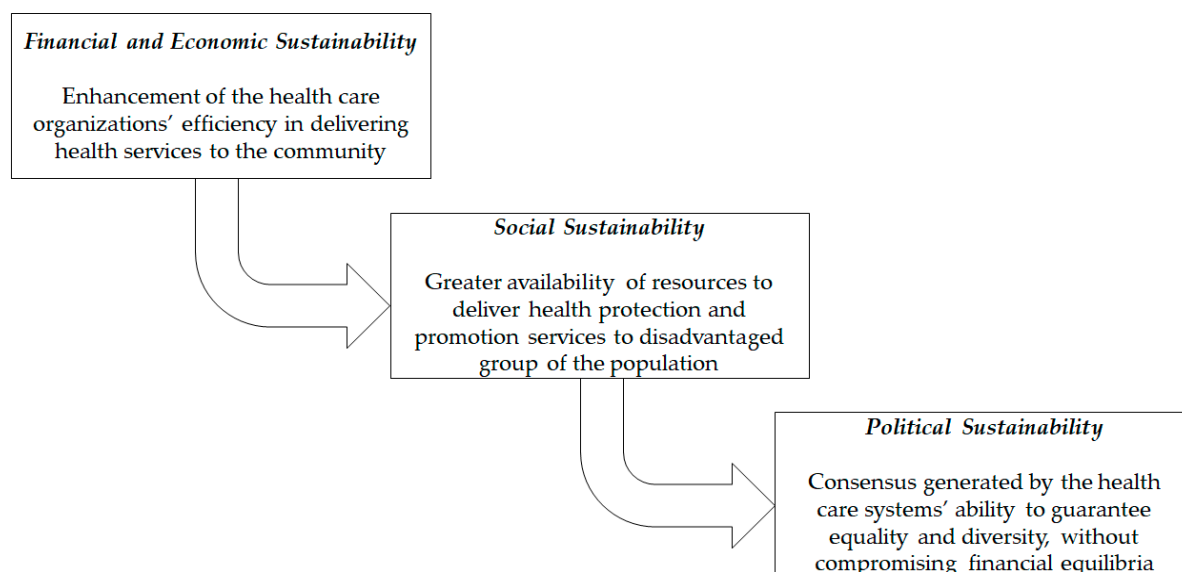 Financial and Economic Sustainability
Enhancement of the health care
organizations’ efficiency in delivering
health services to the community
Social Sustainability
Greater availability of resources to
deliver health protection and
promotion services to disadvantaged
group of the population
Political Sustainability
Consensus generated by the health
care systems’ ability to guarantee
equality and diversity, without
compromising financial equilibria